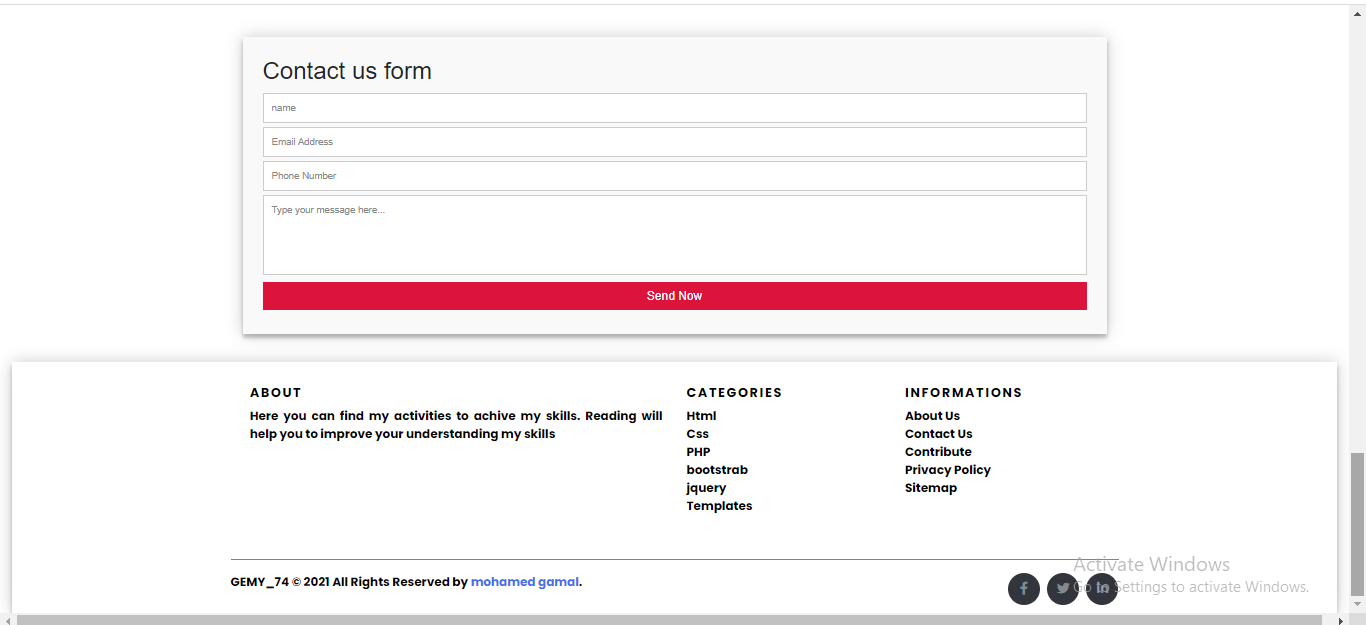 Contact us form
name
Email Address
Phone Number
Type your message here...
Send Now
ABOUT
Here you can find my activities to achive my skills. Reading will
help you to improve your understanding my skills
CATEGORIES
Html
Css
PHP
bootstrab
jquery
Templates
INFORMATIONS
About Us
Contact Us
Contribute
Privacy Policy
Sitemap
GEMY_74 © 2021 All Rights Reserved by mohamed gamal.
f
in
Activate Windows
Go to Settings to activate Windows.